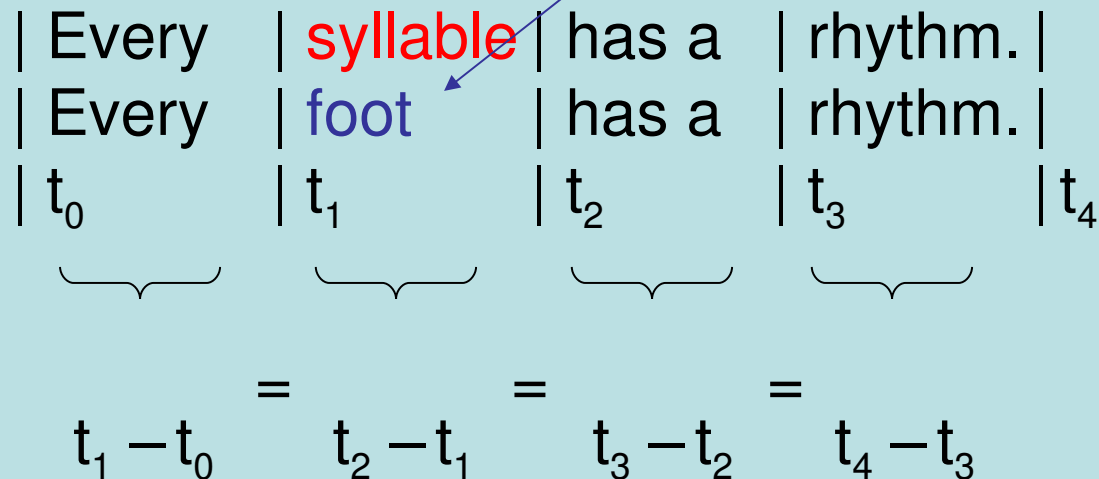 | Every | syllable | has a | rhythm. |
| Every | foot | has a | rhythm. |
| t₀ | t₁ | t₂ | t₃ | t₄
= = =
t₁ – t₀ t₂ – t₁ t₃ – t₂ t₄ – t₃